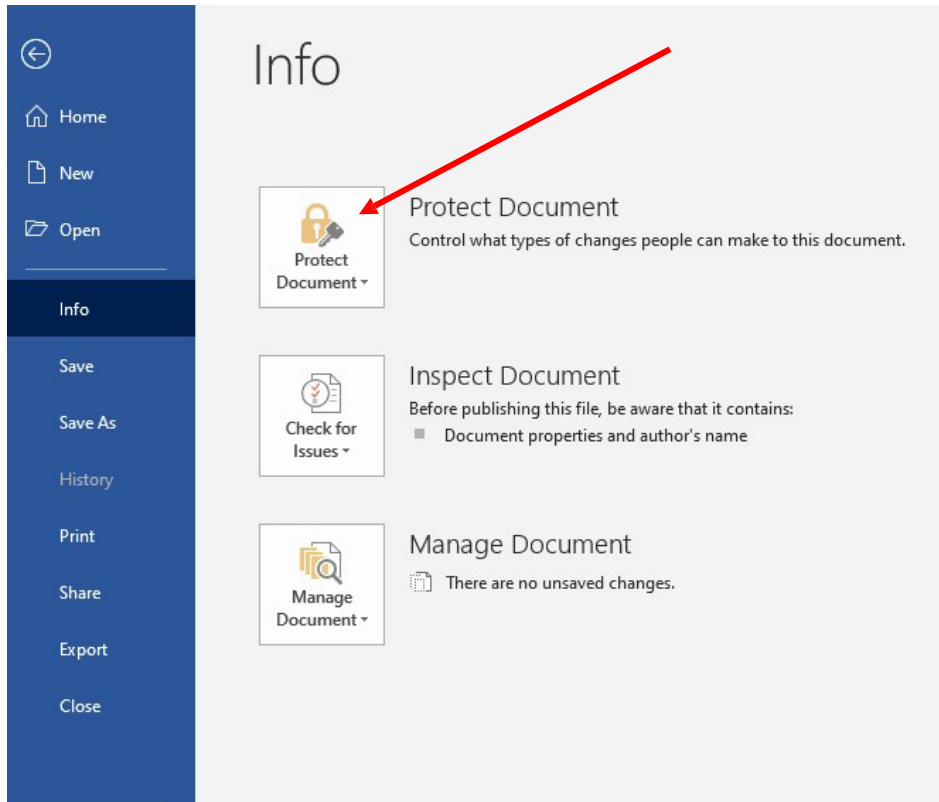 Info
Home
New
Open
Info
Save
Save As
History
Print
Share
Export
Close
Protect
Document
Protect Document
Control what types of changes people can make to this document.
Check for
Issues
Inspect Document
Before publishing this file, be aware that it contains:
Document properties and author's name
Manage
Document
Manage Document
There are no unsaved changes.